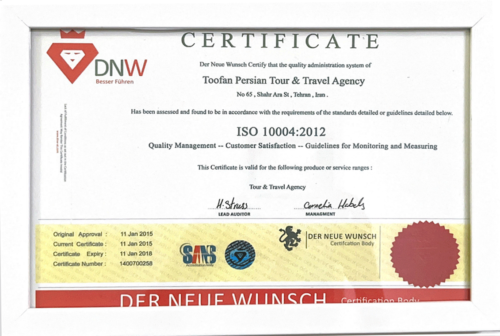 CERTIFICATE
DNW
Besser Führen
Der Neue Wunsch Certify that the quality administration system of
Toofan Persian Tour & Travel Agency
No 65 , Shahr Ara St , Tehran , Iran .
Has been assessed and found to be in accordance with the requirements of the standards detailed or guidelines detailed below.
ISO 10004:2012
Quality Management -- Customer Satisfaction -- Guidelines for Monitoring and Measuring
This Certificate is valid for the following produce or service ranges :
Tour & Travel Agency
LEAD AUDITOR
MANAGEMENT
Original Approval : 11 Jan 2015
Current Certificate : 11 Jan 2015
Certificate Expiry : 11 Jan 2018
Certificate Number : 1400700258
DER NEUE WUNSCH
Certification Body
DER NEUE WUNSCH Certification Body